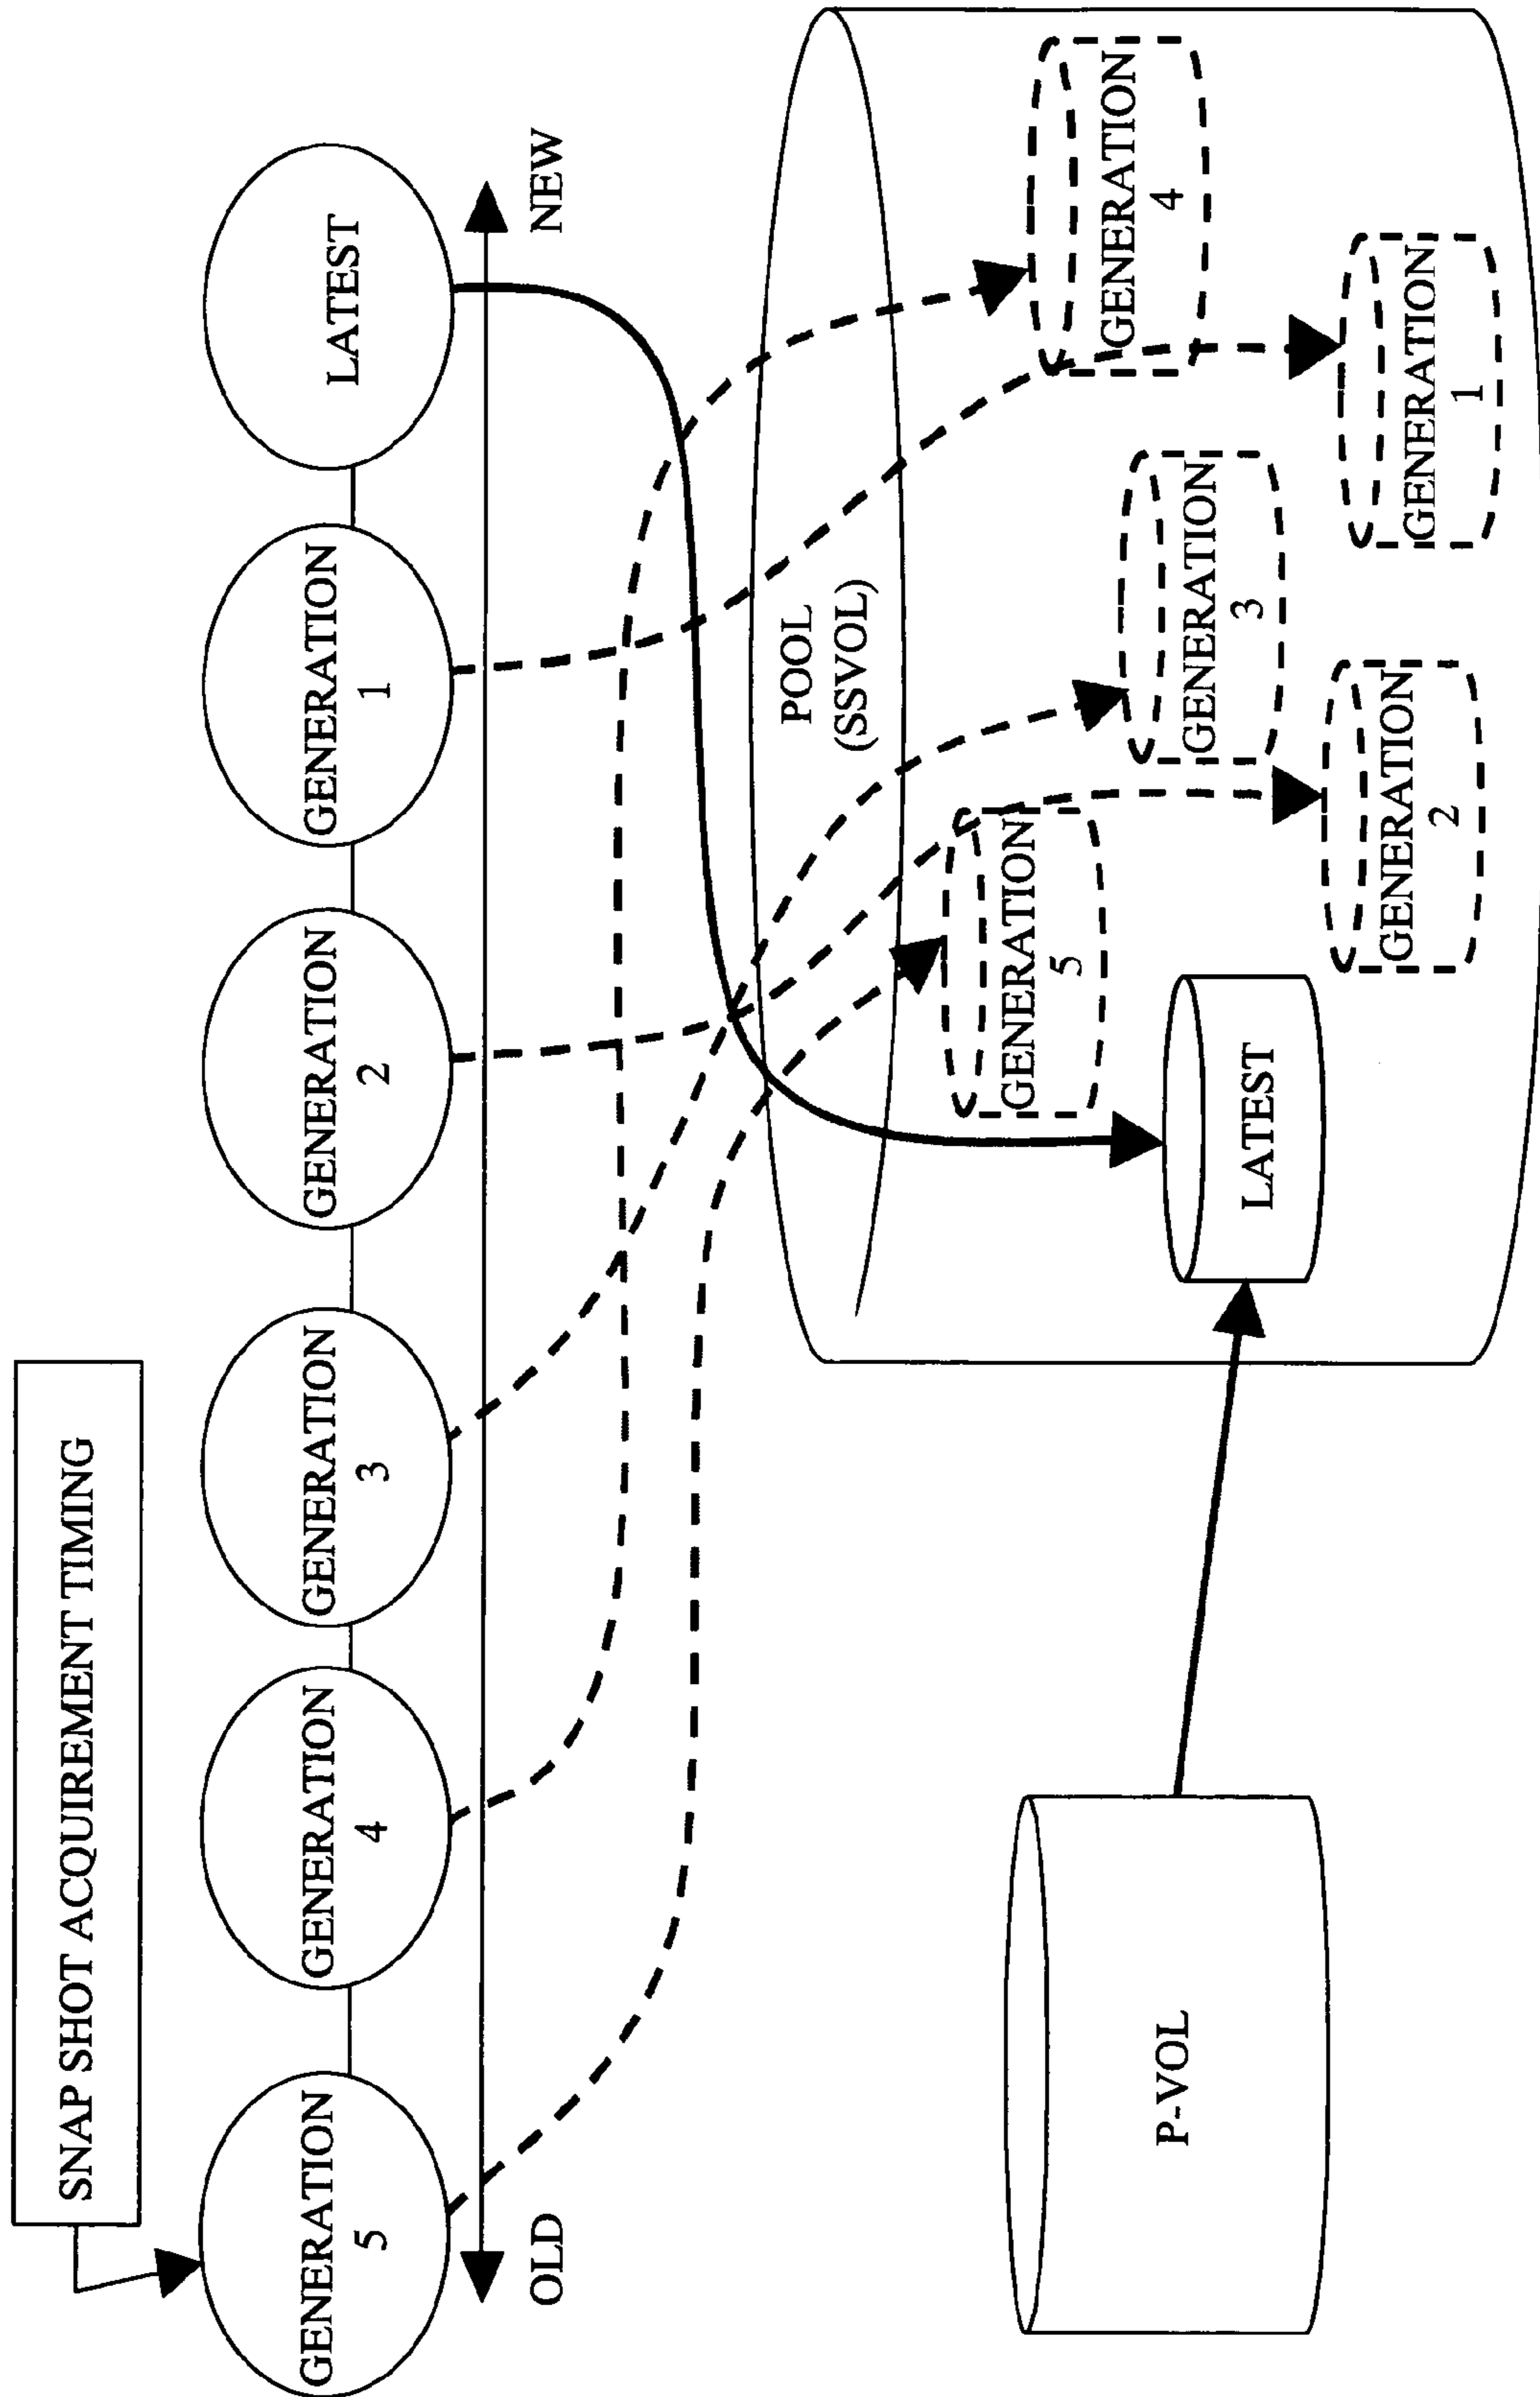 SNAP SHOT ACQUIREMENT TIMING
GENERATION
5
GENERATION
4
GENERATION
3
GENERATION
2
GENERATION
1
LATEST
OLD
NEW
POOL
(SSVOL)
P-VOL
LATEST
GENERATION
5
GENERATION
2
GENERATION
3
GENERATION
1
GENERATION
4